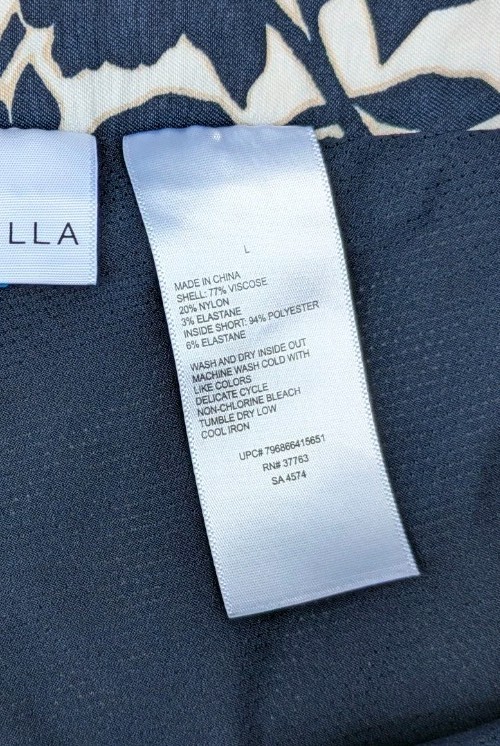 LLA
L
MADE IN CHINA
SHELL: 77% VISCOSE
20% NYLON
3% ELASTANE
INSIDE SHORT: 94% POLYESTER
6% ELASTANE
WASH AND DRY INSIDE OUT
MACHINE WASH COLD WITH
LIKE COLORS
DELICATE CYCLE
NON-CHLORINE BLEACH
TUMBLE DRY LOW
COOL IRON
UPC# 796866415651
RN# 37763
SA 4574